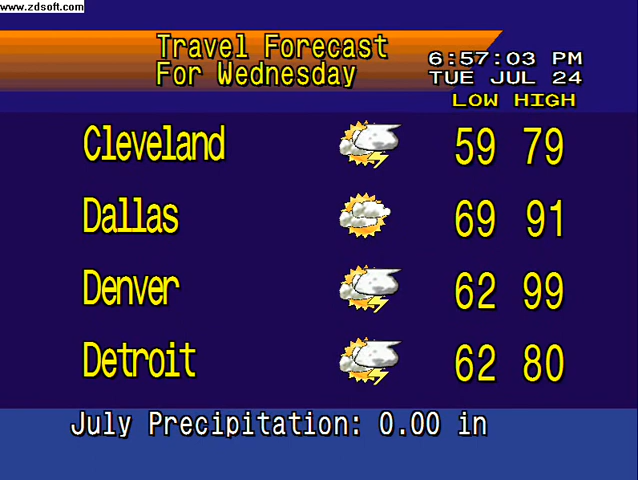 www.zdsoft.com
Travel Forecast
For Wednesday
6:57:03 PM
TUE JUL 24
LOW HIGH
Cleveland 59 79
Dallas 69 91
Denver 62 99
Detroit 62 80
July Precipitation: 0.00 in